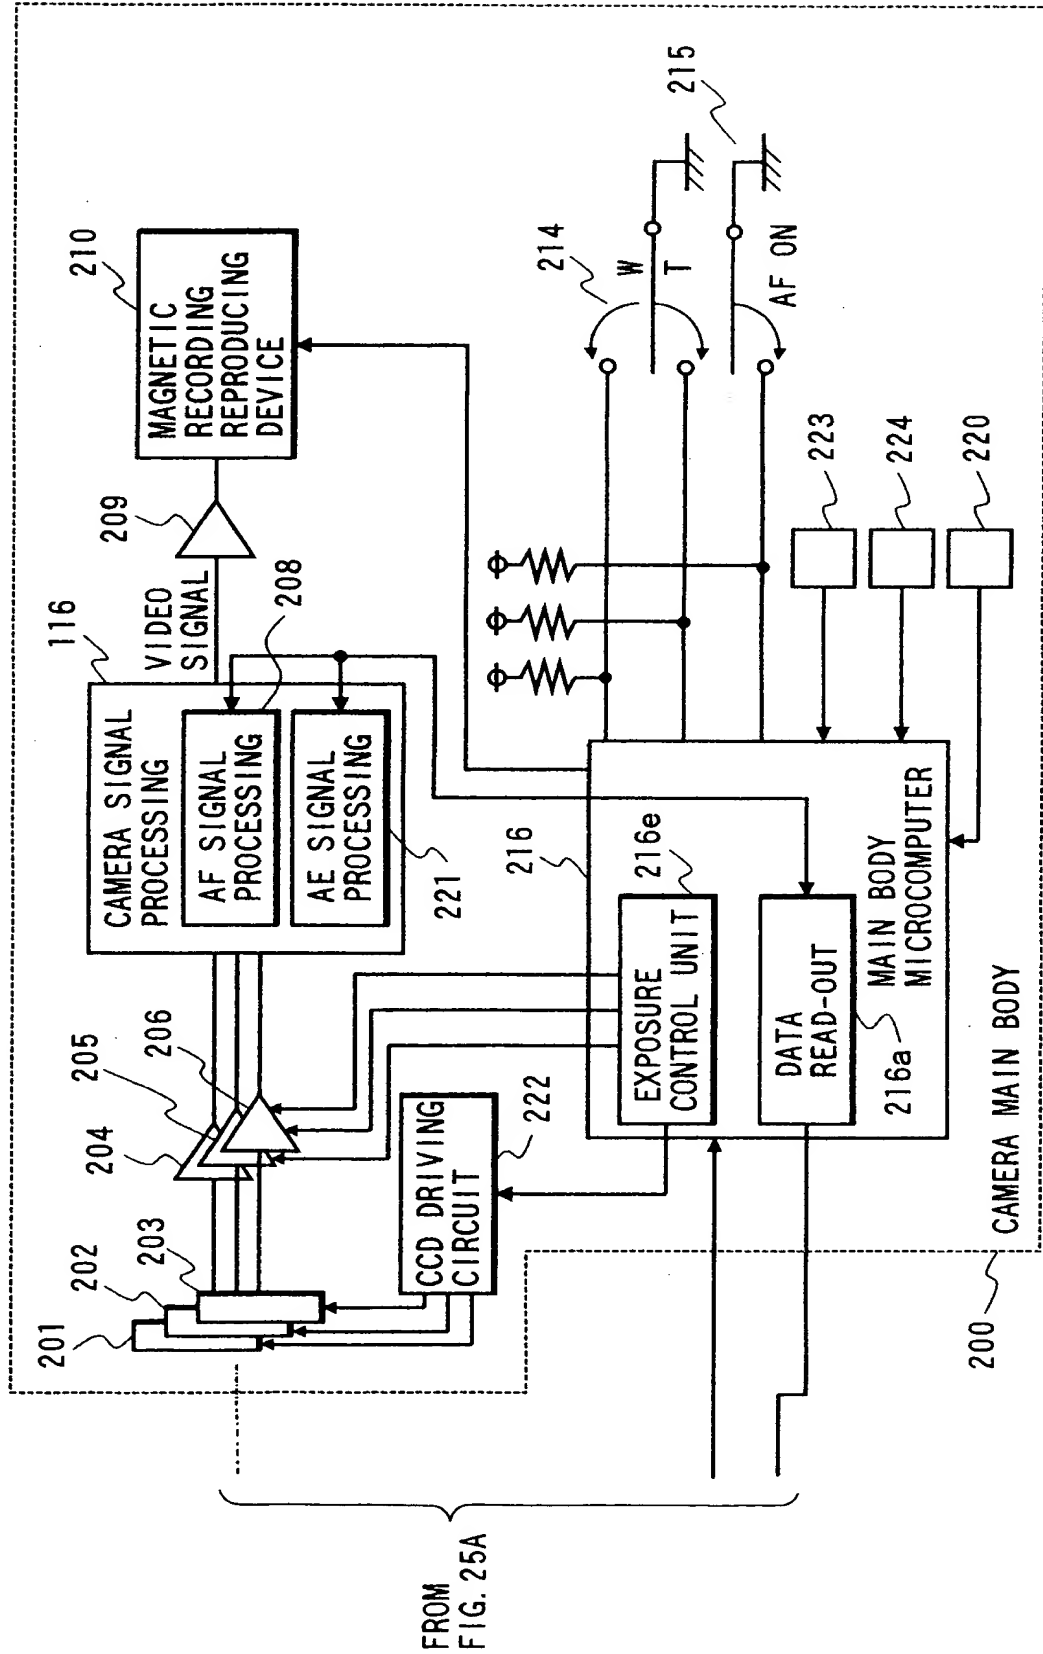 116
CAMERA SIGNAL
PROCESSING
AF SIGNAL
PROCESSING
208
AE SIGNAL
PROCESSING
221
VIDEO
SIGNAL
209
210
MAGNETIC
RECORDING
REPRODUCING
DEVICE
201
202
203
204
205
206
CCD DRIVING
CIRCUIT
222
216
EXPOSURE
CONTROL UNIT
216e
DATA
READ-OUT
216a
MAIN BODY
MICROCOMPUTER
214
W
T
215
AF ON
223
224
220
200
CAMERA MAIN BODY
FROM
FIG. 25A